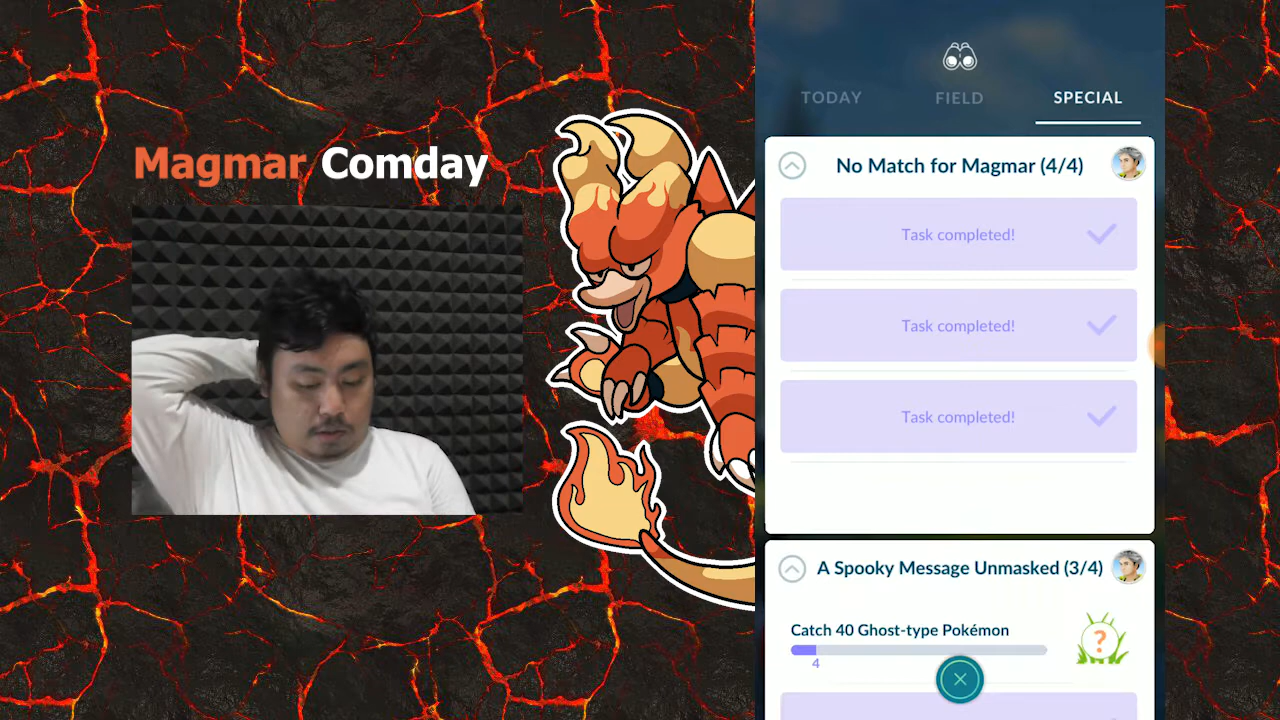 Magmar Comday
TODAY
FIELD
SPECIAL
No Match for Magmar (4/4)
Task completed!
Task completed!
Task completed!
A Spooky Message Unmasked (3/4)
Catch 40 Ghost-type Pokémon
?
4